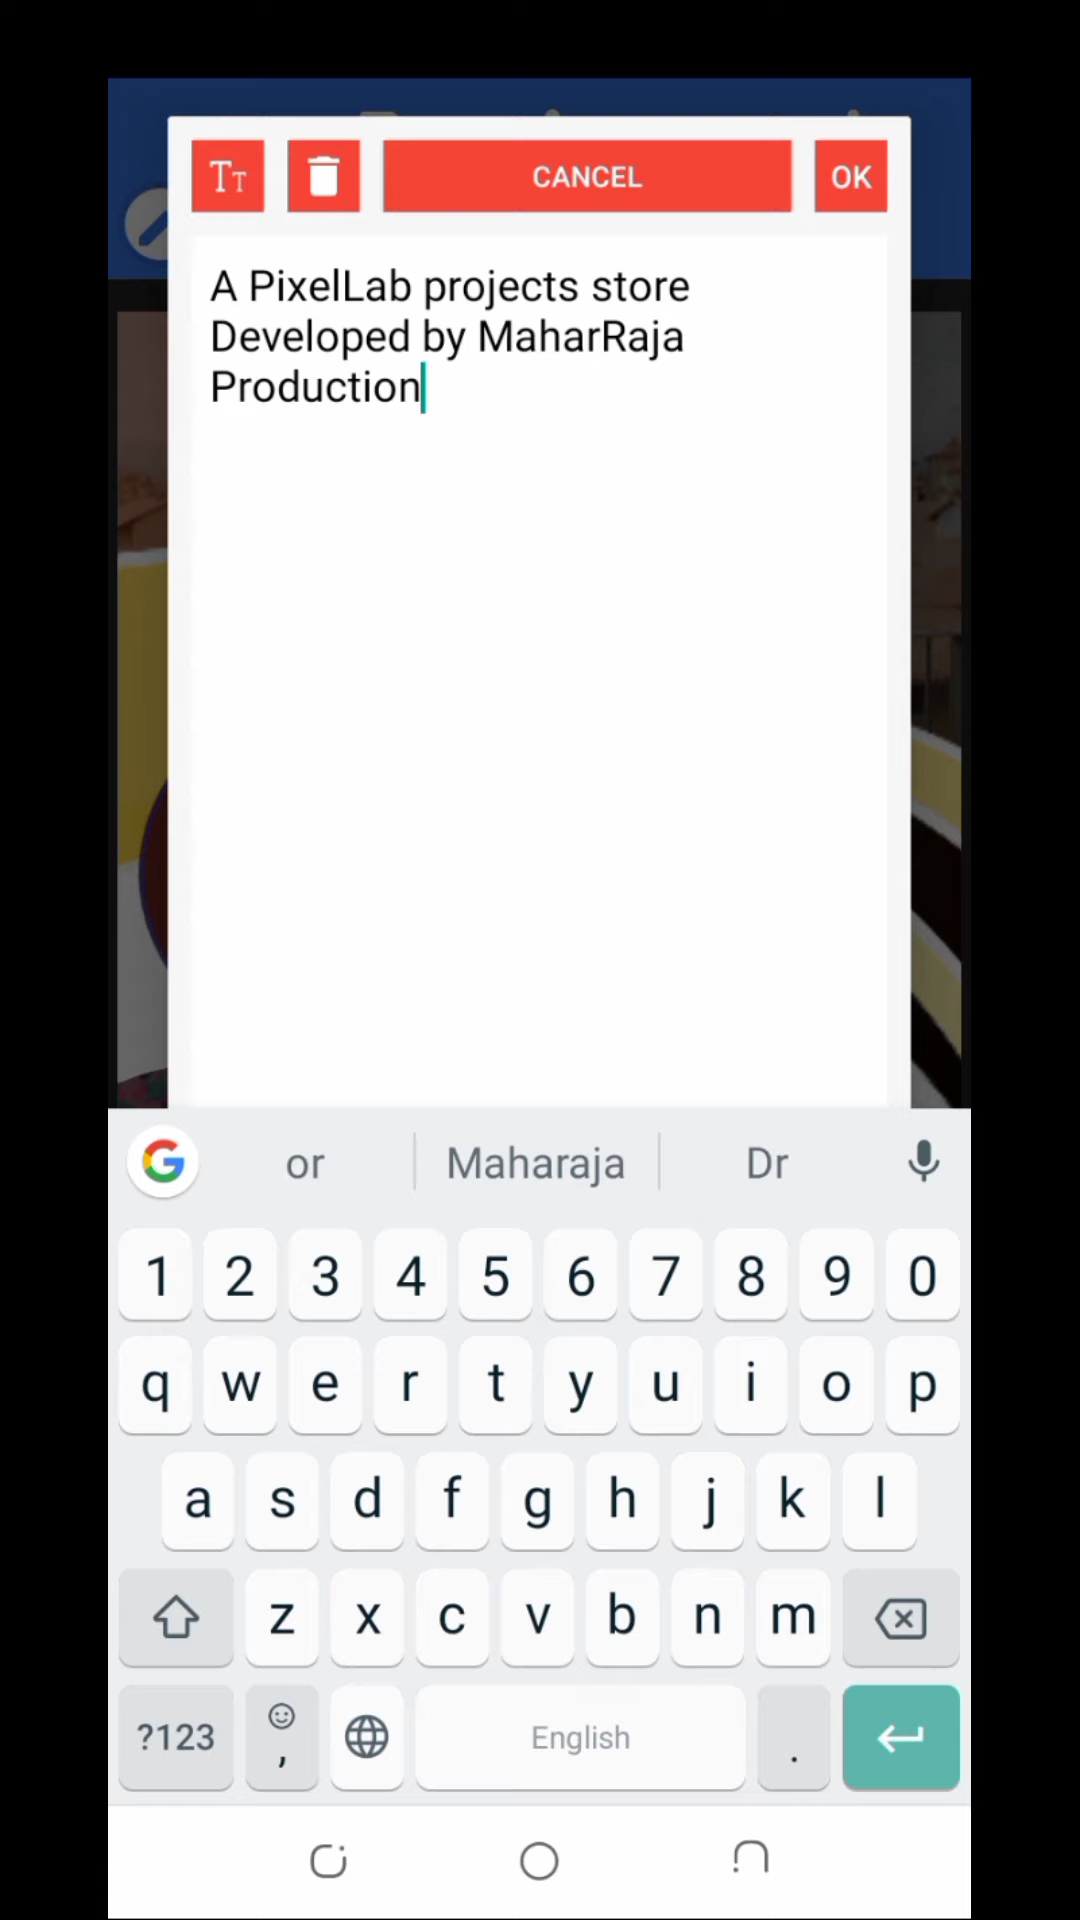 Tт CANCEL OK
A PixelLab projects store
Developed by MaharRaja
Production
G or Maharaja Dr
1 2 3 4 5 6 7 8 9 0
q w e r t y u i o p
a s d f g h j k l
z x c v b n m
?123 , English .